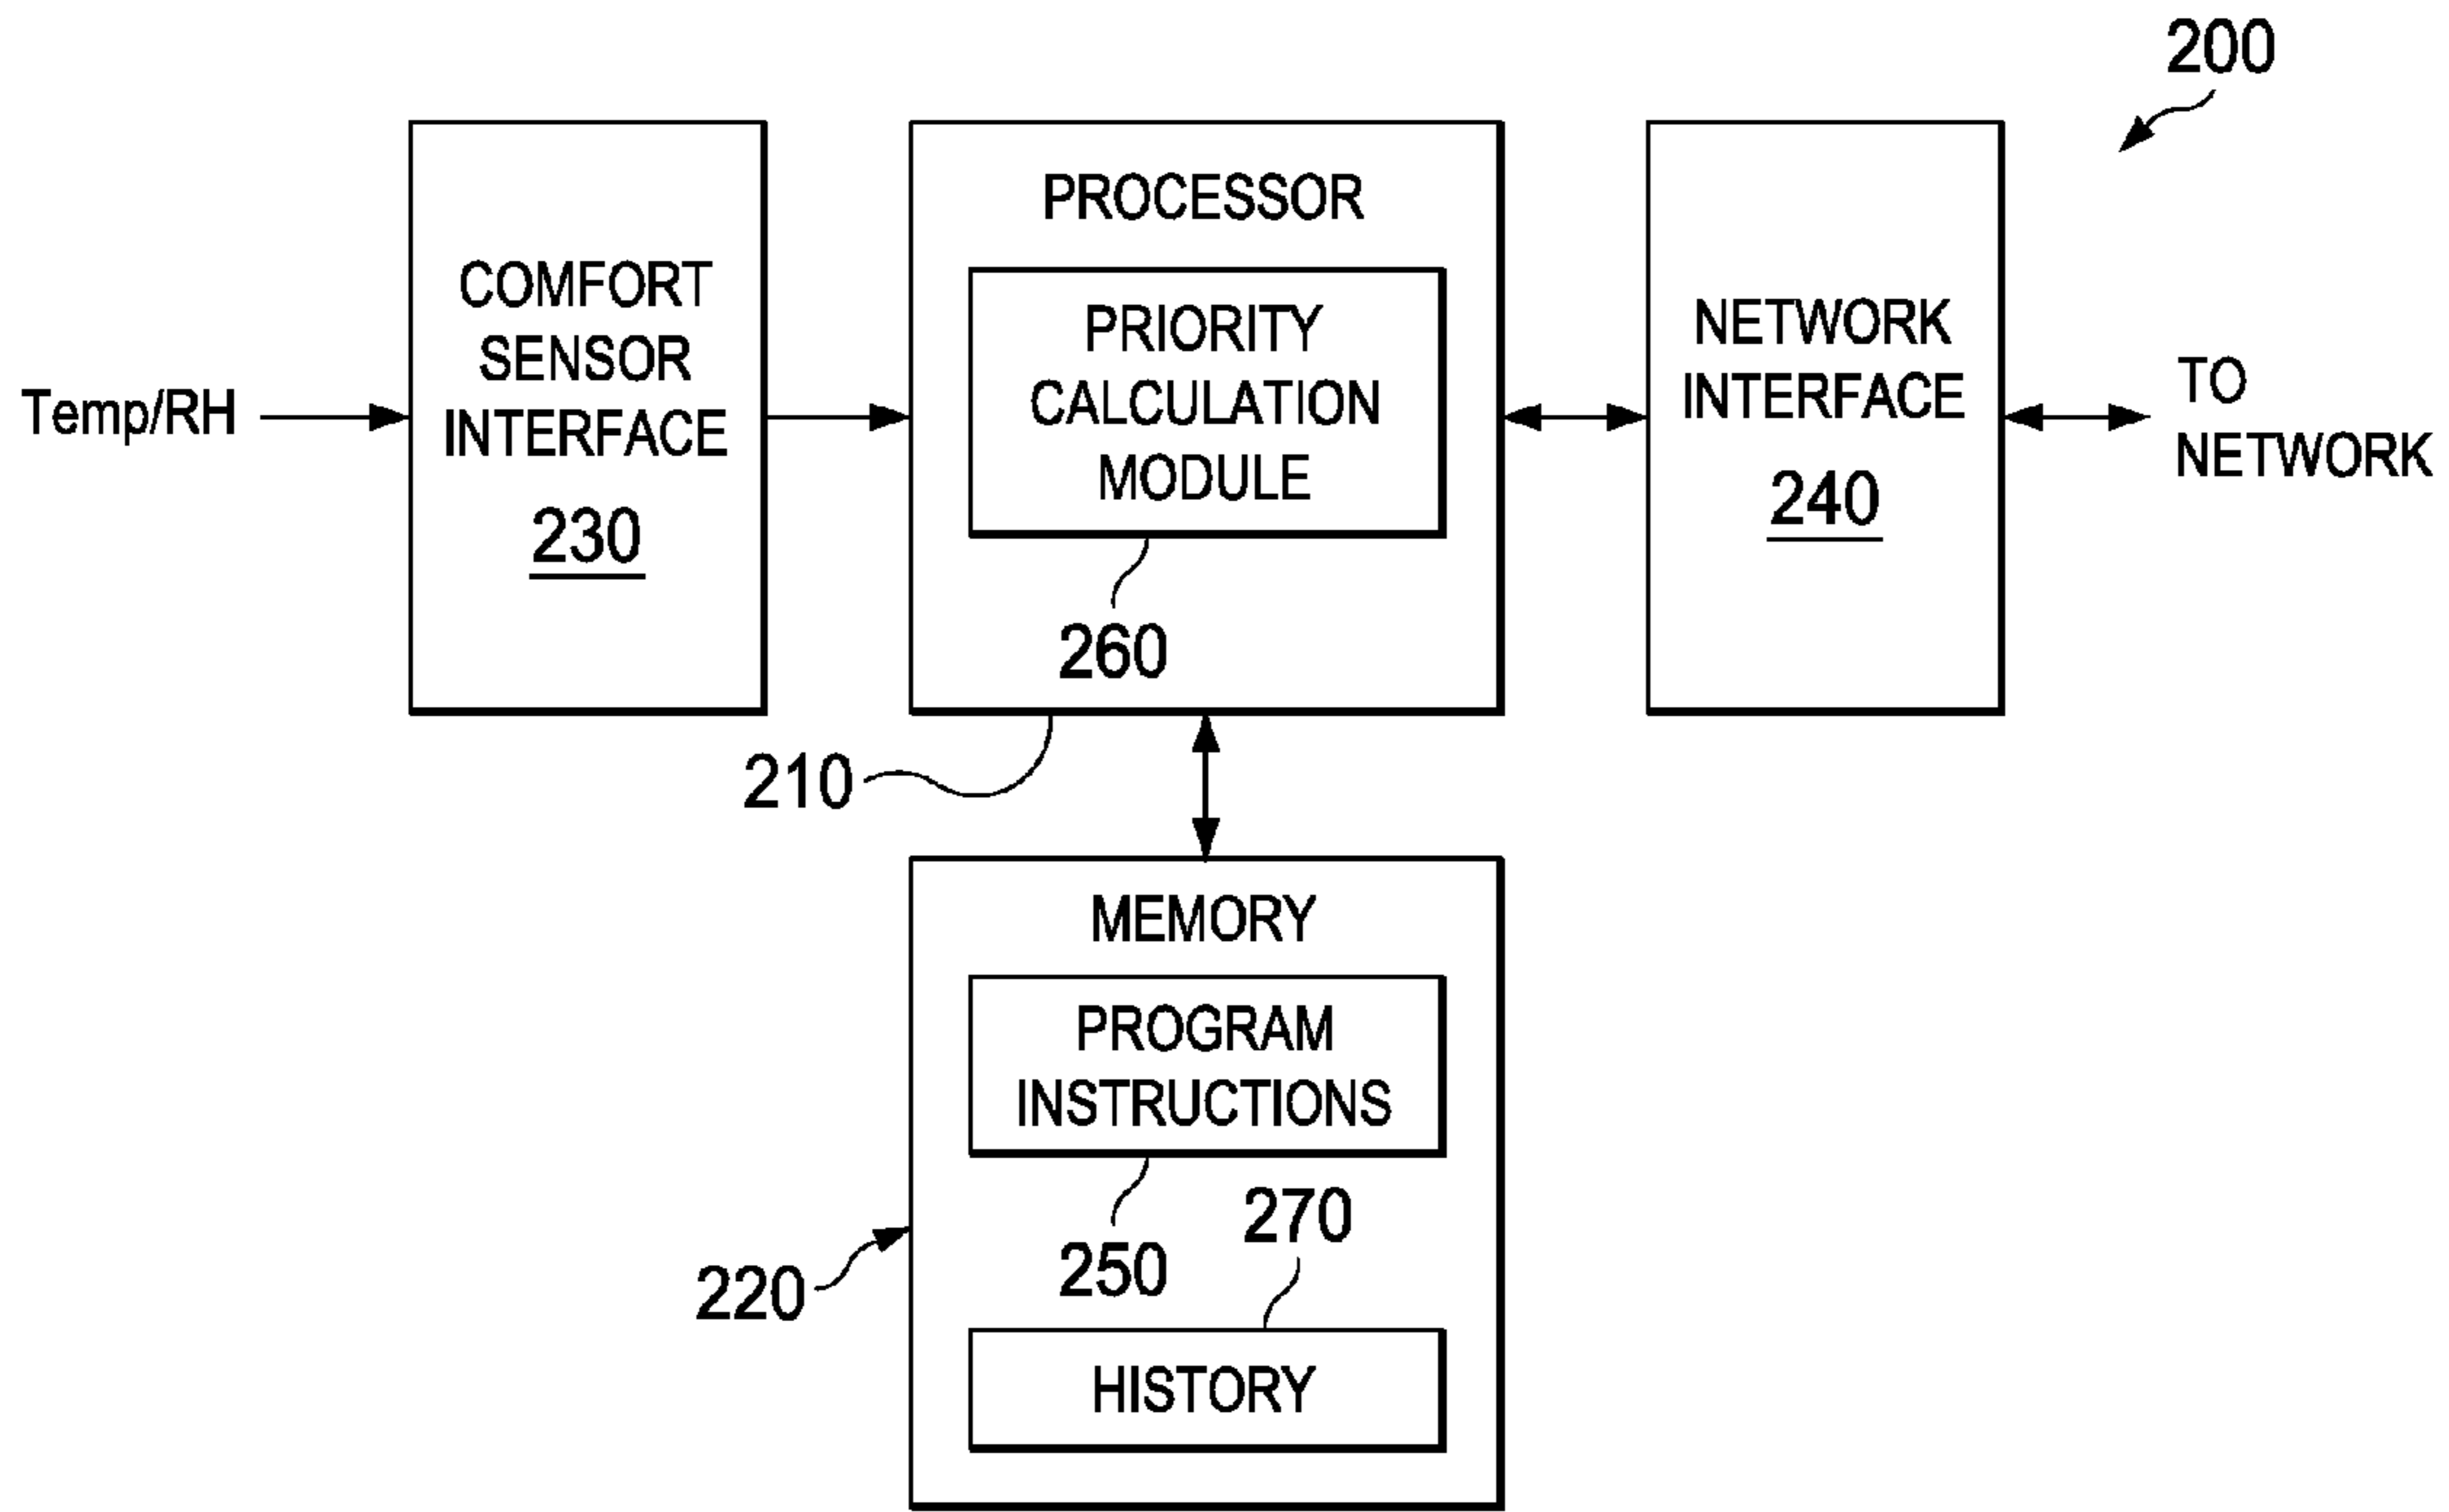 200
Temp/RH
COMFORT
SENSOR
INTERFACE
230
PROCESSOR
PRIORITY
CALCULATION
MODULE
260
210
NETWORK
INTERFACE
240
TO
NETWORK
MEMORY
PROGRAM
INSTRUCTIONS
250
270
220
HISTORY